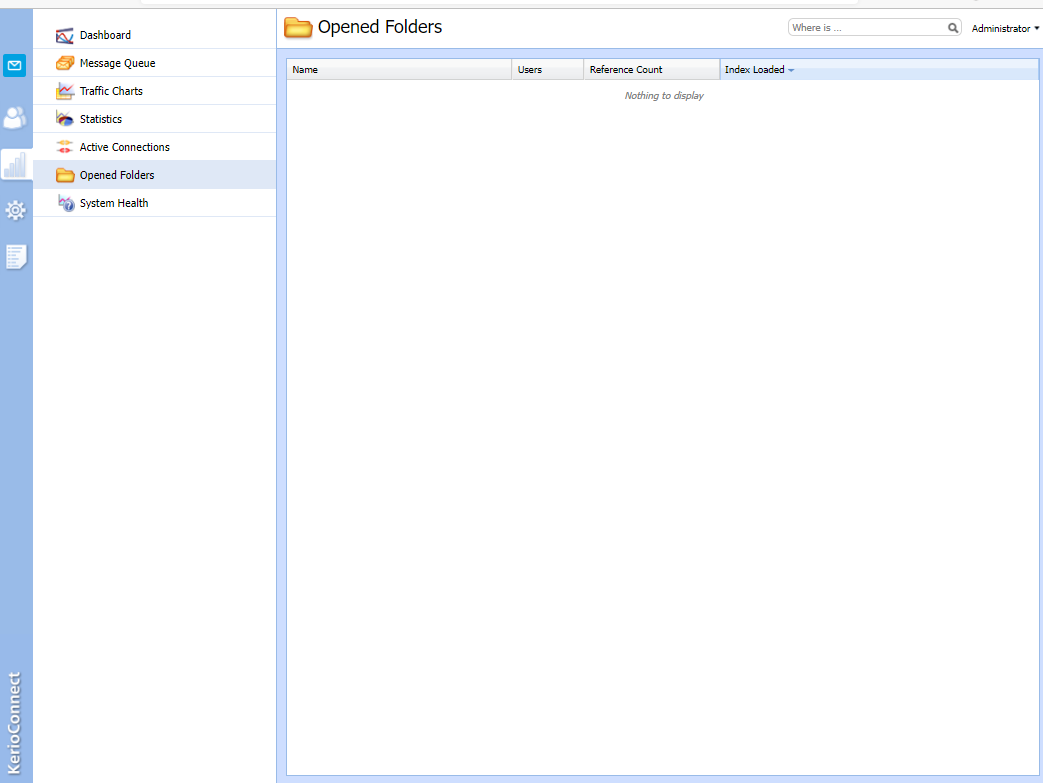 Dashboard
Message Queue
Traffic Charts
Statistics
Active Connections
Opened Folders
System Health
KerioConnect
Opened Folders
Where is ...
Administrator
Name Users Reference Count Index Loaded
Nothing to display